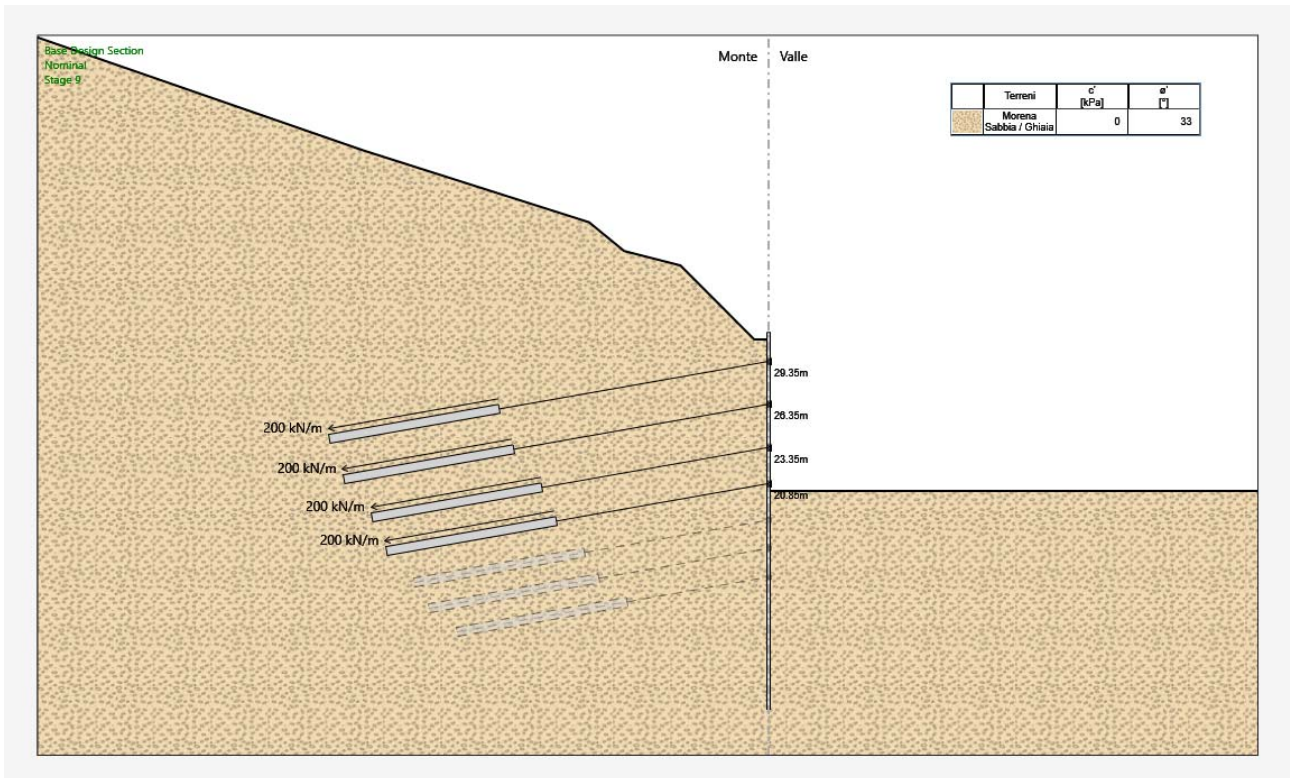 Base Design Section
Nominal
Stage 9
Monte Valle
Terreni c' [kPa] ø' [°]
Morena Sabbia / Ghiaia 0 33
29.35m
26.35m
23.35m
20.85m
200 kN/m
200 kN/m
200 kN/m
200 kN/m